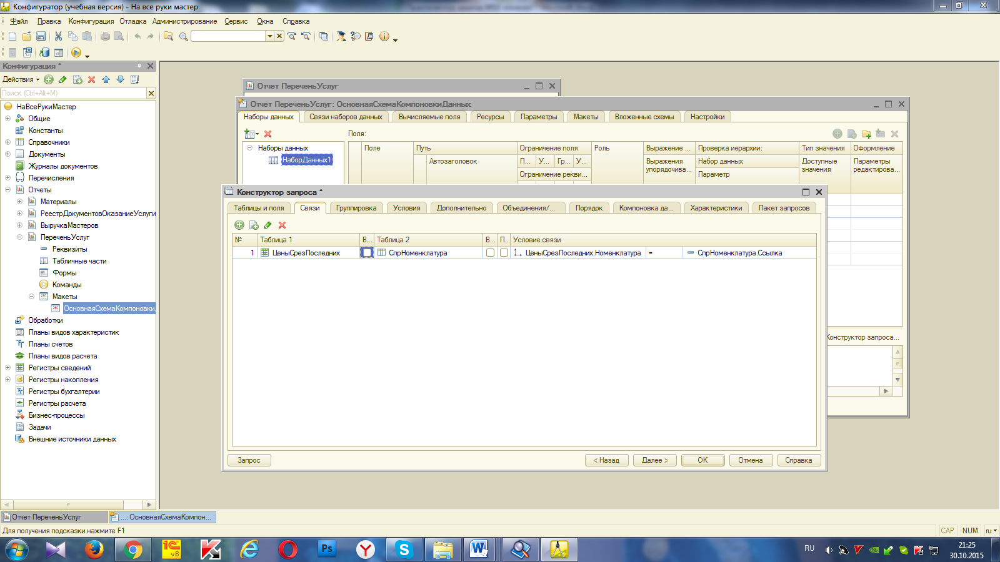 Конфигуратор (учебная версия) - На все руки мастер
Файл Правка Конфигурация Отладка Администрирование Сервис Окна Справка
Конфигурация *
Действия
Поиск (Ctrl+Alt+M)
НаВсеРукиМастер
Общие
Константы
Справочники
Документы
Журналы документов
Перечисления
Отчеты
Материалы
РеестрДокументовОказаниеУслуги
ВыручкаМастеров
ПереченьУслуг
Реквизиты
Табличные части
Формы
Команды
Макеты
ОсновнаяСхемаКомпоновки.
Обработки
Планы видов характеристик
Планы счетов
Планы видов расчета
Регистры сведений
Регистры накопления
Регистры бухгалтерии
Регистры расчета
Бизнес-процессы
Задачи
Внешние источники данных
Отчет ПереченьУслуг
Отчет ПереченьУслуг: ОсновнаяСхемаКомпоновкиДанных
Наборы данных Связи наборов данных Вычисляемые поля Ресурсы Параметры Макеты Вложенные схемы Настройки
Поля:
Наборы данных
НаборДанных1
Поле Путь Ограничение поля Роль Выражение ... Проверка иерархии: Тип значения Оформление
Автозаголовок П... У... Гр... У... Выражения упорядочива... Набор данных Доступные значения Параметры редактирова...
Ограничение рекви... Параметр
Конструктор запроса...
Конструктор запроса *
Таблицы и поля Связи Группировка Условия Дополнительно Объединения/... Порядок Компоновка да... Характеристики Пакет запросов
№ Таблица 1 В... Таблица 2 В... П... Условие связи
1 ЦеныСрезПоследних СпрНоменклатура ЦеныСрезПоследних.Номенклатура = СпрНоменклатура.Ссылка
Запрос < Назад Далее > ОК Отмена Справка
Отчет ПереченьУслуг ...: ОсновнаяСхемаКомпон...
Для получения подсказки нажмите F1
CAP NUM ru
RU
21:25
30.10.2015